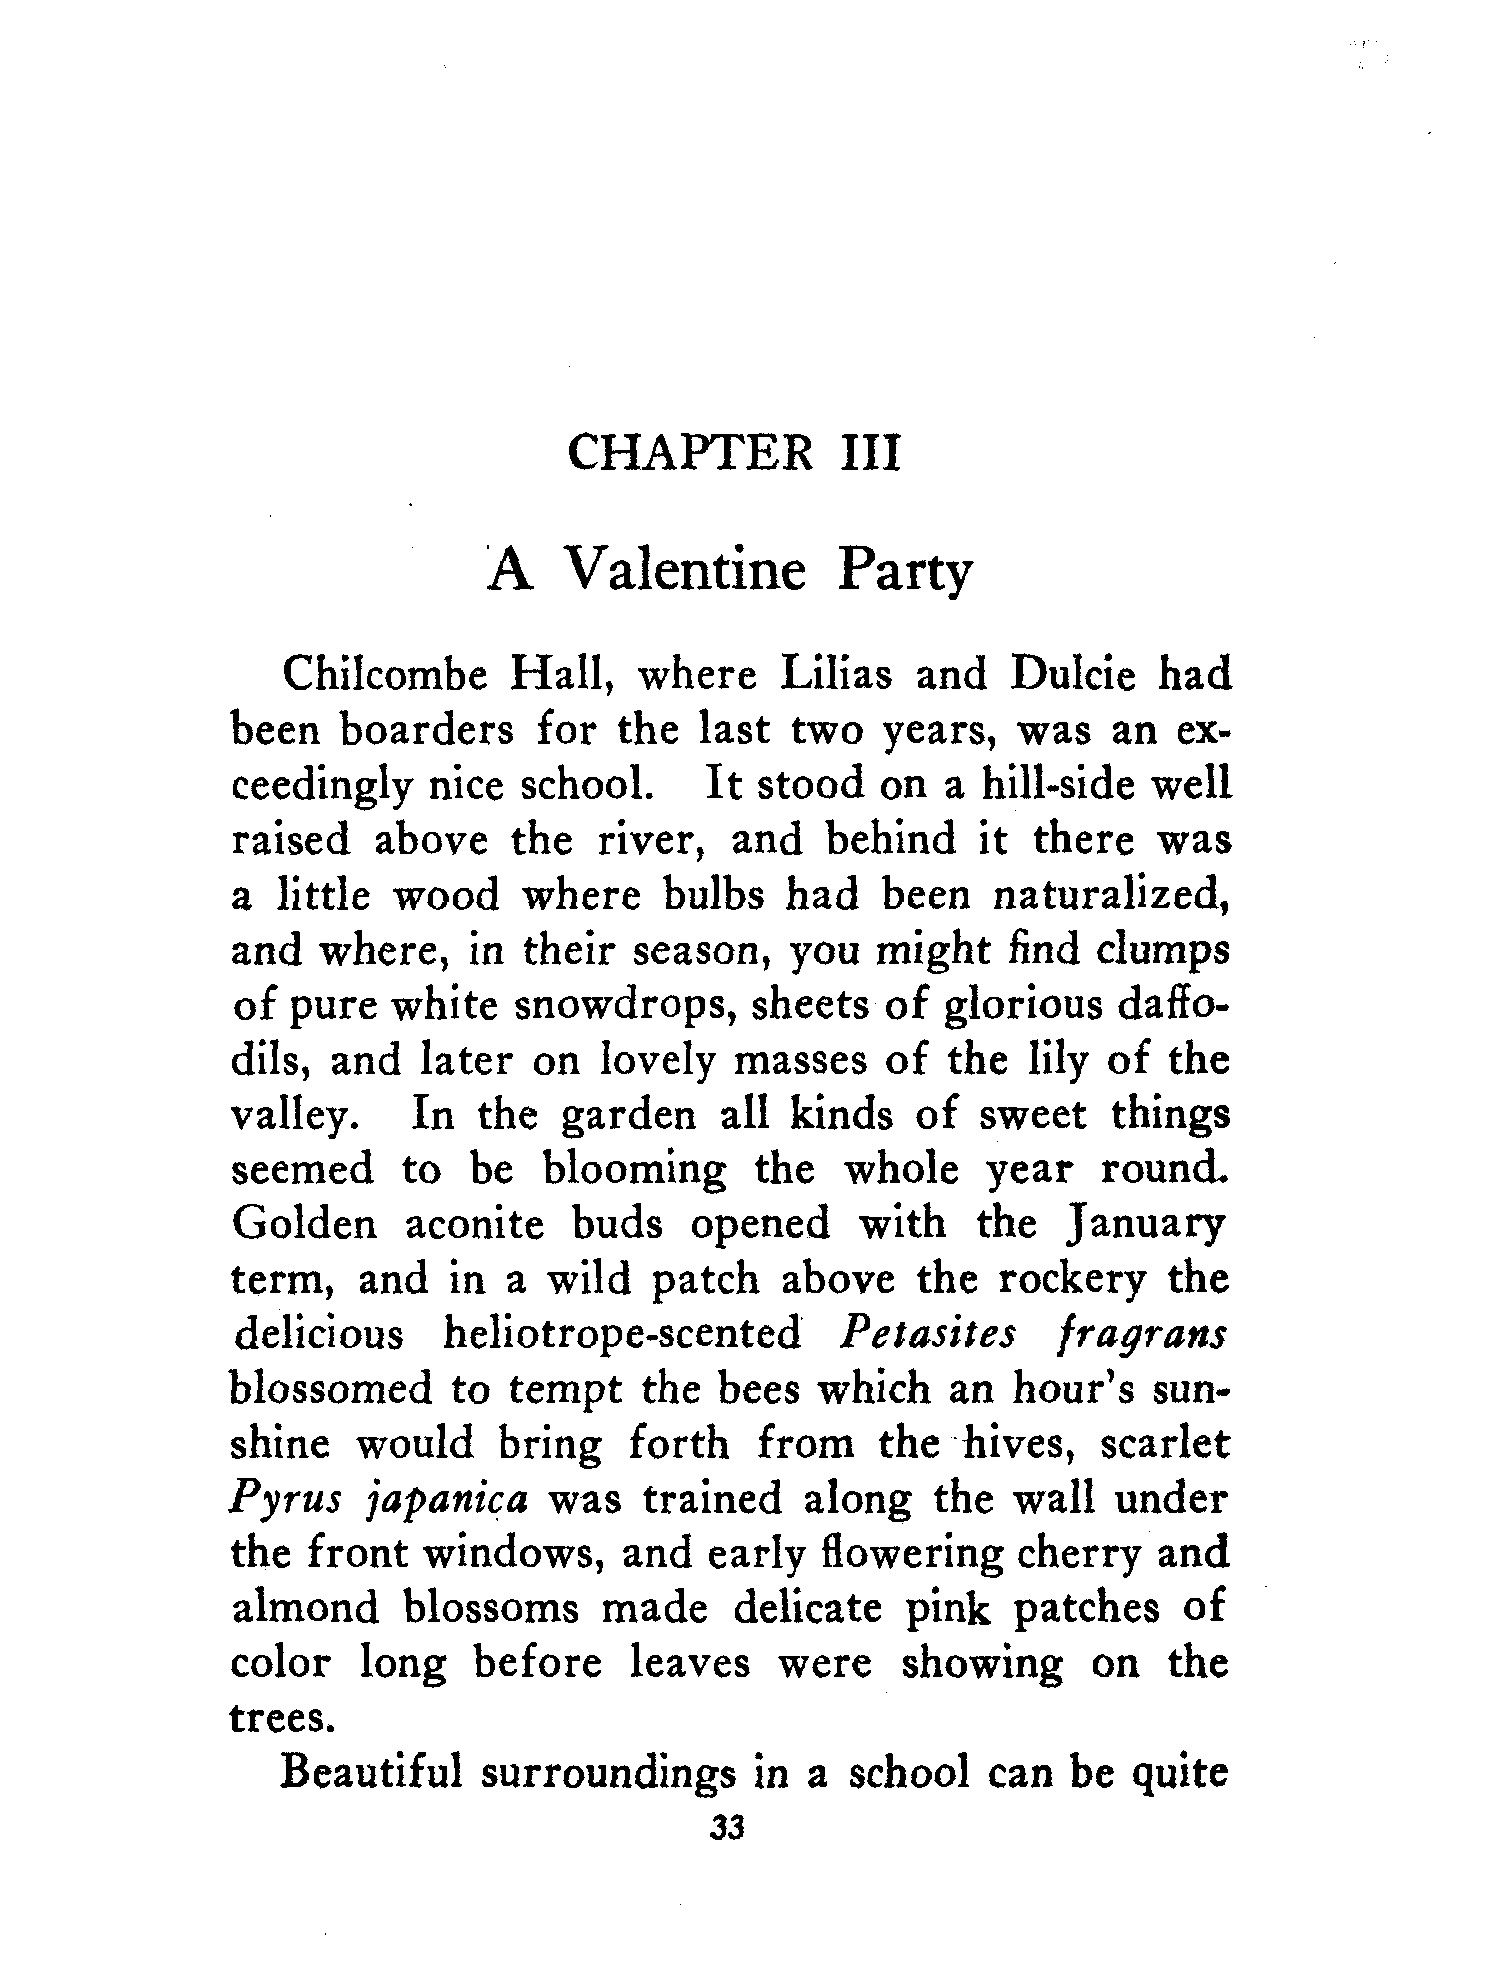 CHAPTER III
A Valentine Party
Chilcombe Hall, where Lilias and Dulcie had
been boarders for the last two years, was an ex-
ceedingly nice school. It stood on a hill-side well
raised above the river, and behind it there was
a little wood where bulbs had been naturalized,
and where, in their season, you might find clumps
of pure white snowdrops, sheets of glorious daffo-
dils, and later on lovely masses of the lily of the
valley. In the garden all kinds of sweet things
seemed to be blooming the whole year round.
Golden aconite buds opened with the January
term, and in a wild patch above the rockery the
delicious heliotrope-scented Petasites fragrans
blossomed to tempt the bees which an hour's sun-
shine would bring forth from the hives, scarlet
Pyrus japanica was trained along the wall under
the front windows, and early flowering cherry and
almond blossoms made delicate pink patches of
color long before leaves were showing on the
trees.
Beautiful surroundings in a school can be quite
33